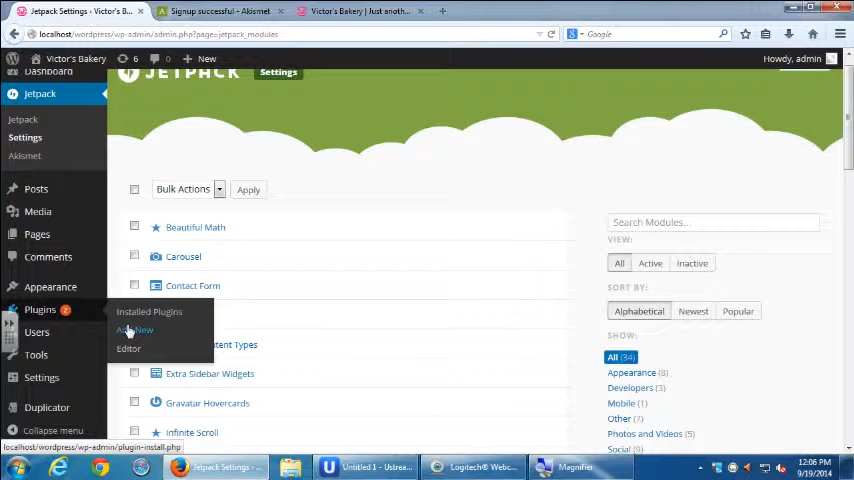 Jetpack Settings ‹ Victor's B...
Signup successful - Akismet
Victor's Bakery | Just anoth...
localhost/wordpress/wp-admin/admin.php?page=jetpack_modules
Google
Victor's Bakery
6
0
New
Howdy, admin
Dashboard
Jetpack
Jetpack
Settings
Akismet
Posts
Media
Pages
Comments
Appearance
Plugins 2
Users
Tools
Settings
Duplicator
Collapse menu
Installed Plugins
Add New
Editor
JETPACK
Settings
Bulk Actions
Apply
Beautiful Math
Carousel
Contact Form
Content Types
Extra Sidebar Widgets
Gravatar Hovercards
Infinite Scroll
Search Modules...
VIEW:
All
Active
Inactive
SORT BY:
Alphabetical
Newest
Popular
SHOW:
All (34)
Appearance (8)
Developers (3)
Mobile (1)
Other (7)
Photos and Videos (5)
Social (9)
localhost/wordpress/wp-admin/plugin-install.php
Jetpack Settings ‹ ...
Untitled 1 - Ustrea...
Logitech® Webc...
Magnifier
12:06 PM
9/19/2014